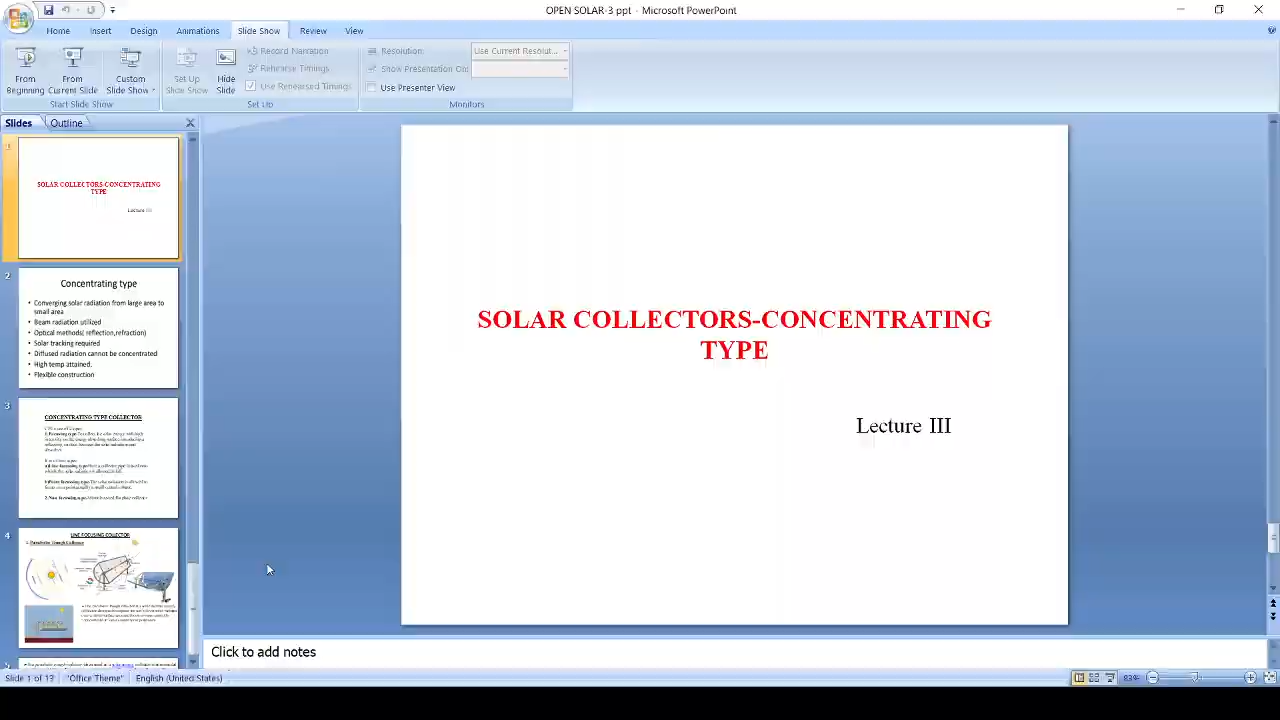 OPEN SOLAR-3 ppt - Microsoft PowerPoint
Home Insert Design Animations Slide Show Review View
From Beginning
From Current Slide
Custom Slide Show
Start Slide Show
Set Up Slide Show
Hide Slide
Record Narration
Rehearse Timings
Use Rehearsed Timings
Set Up
Resolution: Use Current Resolut...
Show Presentation On:
Use Presenter View
Monitors
Slides Outline
1
SOLAR COLLECTORS-CONCENTRATING
TYPE
Lecture III
2
Concentrating type
• Converging solar radiation from large area to
small area
• Beam radiation utilized
• Optical methods( reflection,refraction)
• Solar tracking required
• Diffused radiation cannot be concentrated
• High temp attained.
• Flexible construction
3
CONCENTRATING TYPE COLLECTOR
4
LINE FOCUSING COLLECTOR
5
SOLAR COLLECTORS-CONCENTRATING
TYPE
Lecture III
Click to add notes
Slide 1 of 13 "Office Theme" English (United States) 83%